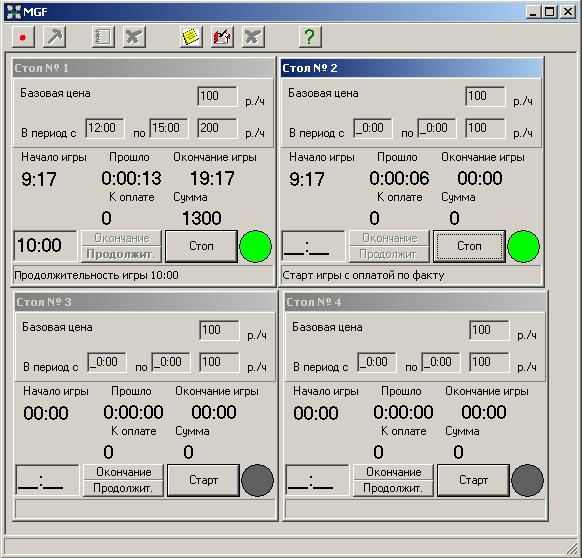 MGF
Стол № 1
Базовая цена 100 р./ч
В период с 12:00 по 15:00 200 р./ч
Начало игры Прошло Окончание игры
9:17 0:00:13 19:17
К оплате Сумма
0 1300
10:00 Окончание Продолжит. Стоп
Продолжительность игры 10:00
Стол № 2
Базовая цена 100 р./ч
В период с _0:00 по _0:00 100 р./ч
Начало игры Прошло Окончание игры
9:17 0:00:06 00:00
К оплате Сумма
0 0
__:__ Окончание Продолжит. Стоп
Старт игры с оплатой по факту
Стол № 3
Базовая цена 100 р./ч
В период с _0:00 по _0:00 100 р./ч
Начало игры Прошло Окончание игры
00:00 0:00:00 00:00
К оплате Сумма
0 0
__:__ Окончание Продолжит. Старт
Стол № 4
Базовая цена 100 р./ч
В период с _0:00 по _0:00 100 р./ч
Начало игры Прошло Окончание игры
00:00 0:00:00 00:00
К оплате Сумма
0 0
__:__ Окончание Продолжит. Старт